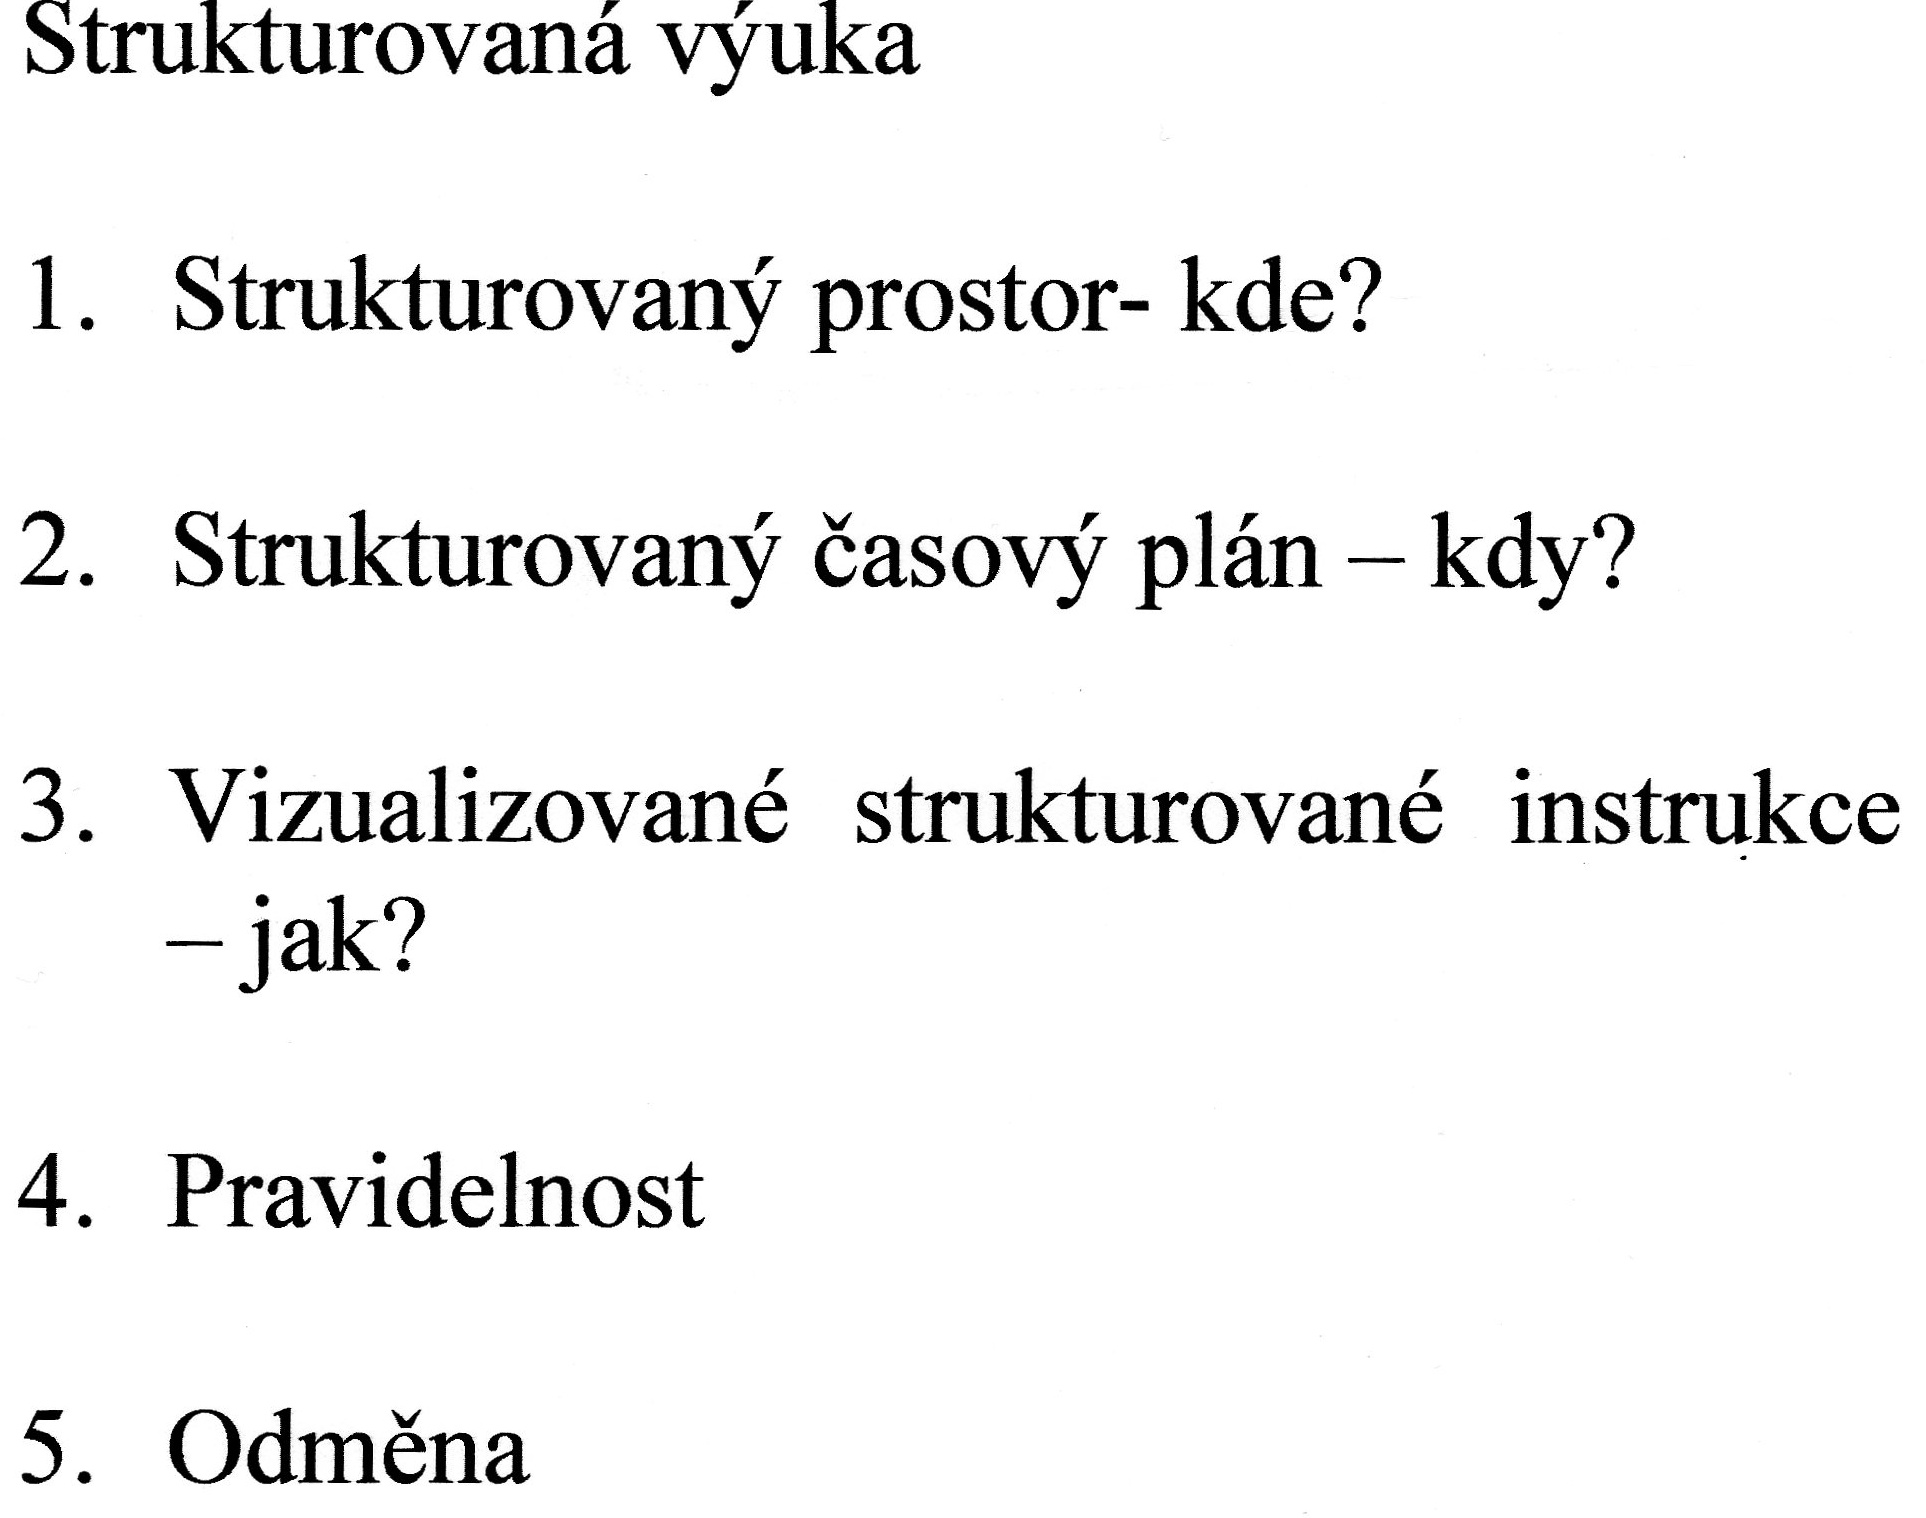 Strukturovaná výuka
1. Strukturovaný prostor- kde?
2. Strukturovaný časový plán – kdy?
3. Vizualizované strukturované instrukce
– jak?
4. Pravidelnost
5. Odměna